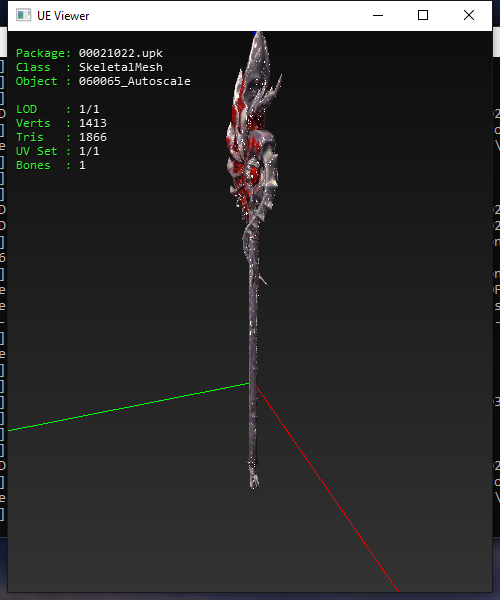 UE Viewer
Package: 00021022.upk
Class  : SkeletalMesh
Object : 060065_Autoscale
LOD    : 1/1
Verts  : 1413
Tris   : 1866
UV Set : 1/1
Bones  : 1